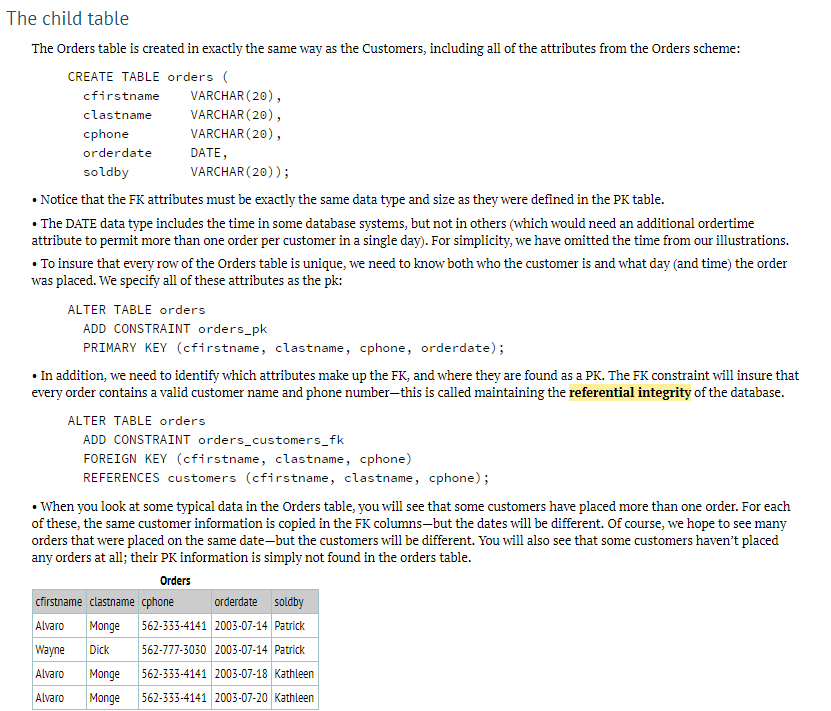 The child table
The Orders table is created in exactly the same way as the Customers, including all of the attributes from the Orders scheme:
CREATE TABLE orders (
cfirstname VARCHAR(20),
clastname VARCHAR(20),
cphone VARCHAR(20),
orderdate DATE,
soldby VARCHAR(20));
• Notice that the FK attributes must be exactly the same data type and size as they were defined in the PK table.
• The DATE data type includes the time in some database systems, but not in others (which would need an additional ordertime
attribute to permit more than one order per customer in a single day). For simplicity, we have omitted the time from our illustrations.
• To insure that every row of the Orders table is unique, we need to know both who the customer is and what day (and time) the order
was placed. We specify all of these attributes as the pk:
ALTER TABLE orders
ADD CONSTRAINT orders_pk
PRIMARY KEY (cfirstname, clastname, cphone, orderdate);
• In addition, we need to identify which attributes make up the FK, and where they are found as a PK. The FK constraint will insure that
every order contains a valid customer name and phone number—this is called maintaining the referential integrity of the database.
ALTER TABLE orders
ADD CONSTRAINT orders_customers_fk
FOREIGN KEY (cfirstname, clastname, cphone)
REFERENCES customers (cfirstname, clastname, cphone);
• When you look at some typical data in the Orders table, you will see that some customers have placed more than one order. For each
of these, the same customer information is copied in the FK columns—but the dates will be different. Of course, we hope to see many
orders that were placed on the same date—but the customers will be different. You will also see that some customers haven't placed
any orders at all; their PK information is simply not found in the orders table.
Orders
cfirstname clastname cphone orderdate soldby
Alvaro Monge 562-333-4141 2003-07-14 Patrick
Wayne Dick 562-777-3030 2003-07-14 Patrick
Alvaro Monge 562-333-4141 2003-07-18 Kathleen
Alvaro Monge 562-333-4141 2003-07-20 Kathleen